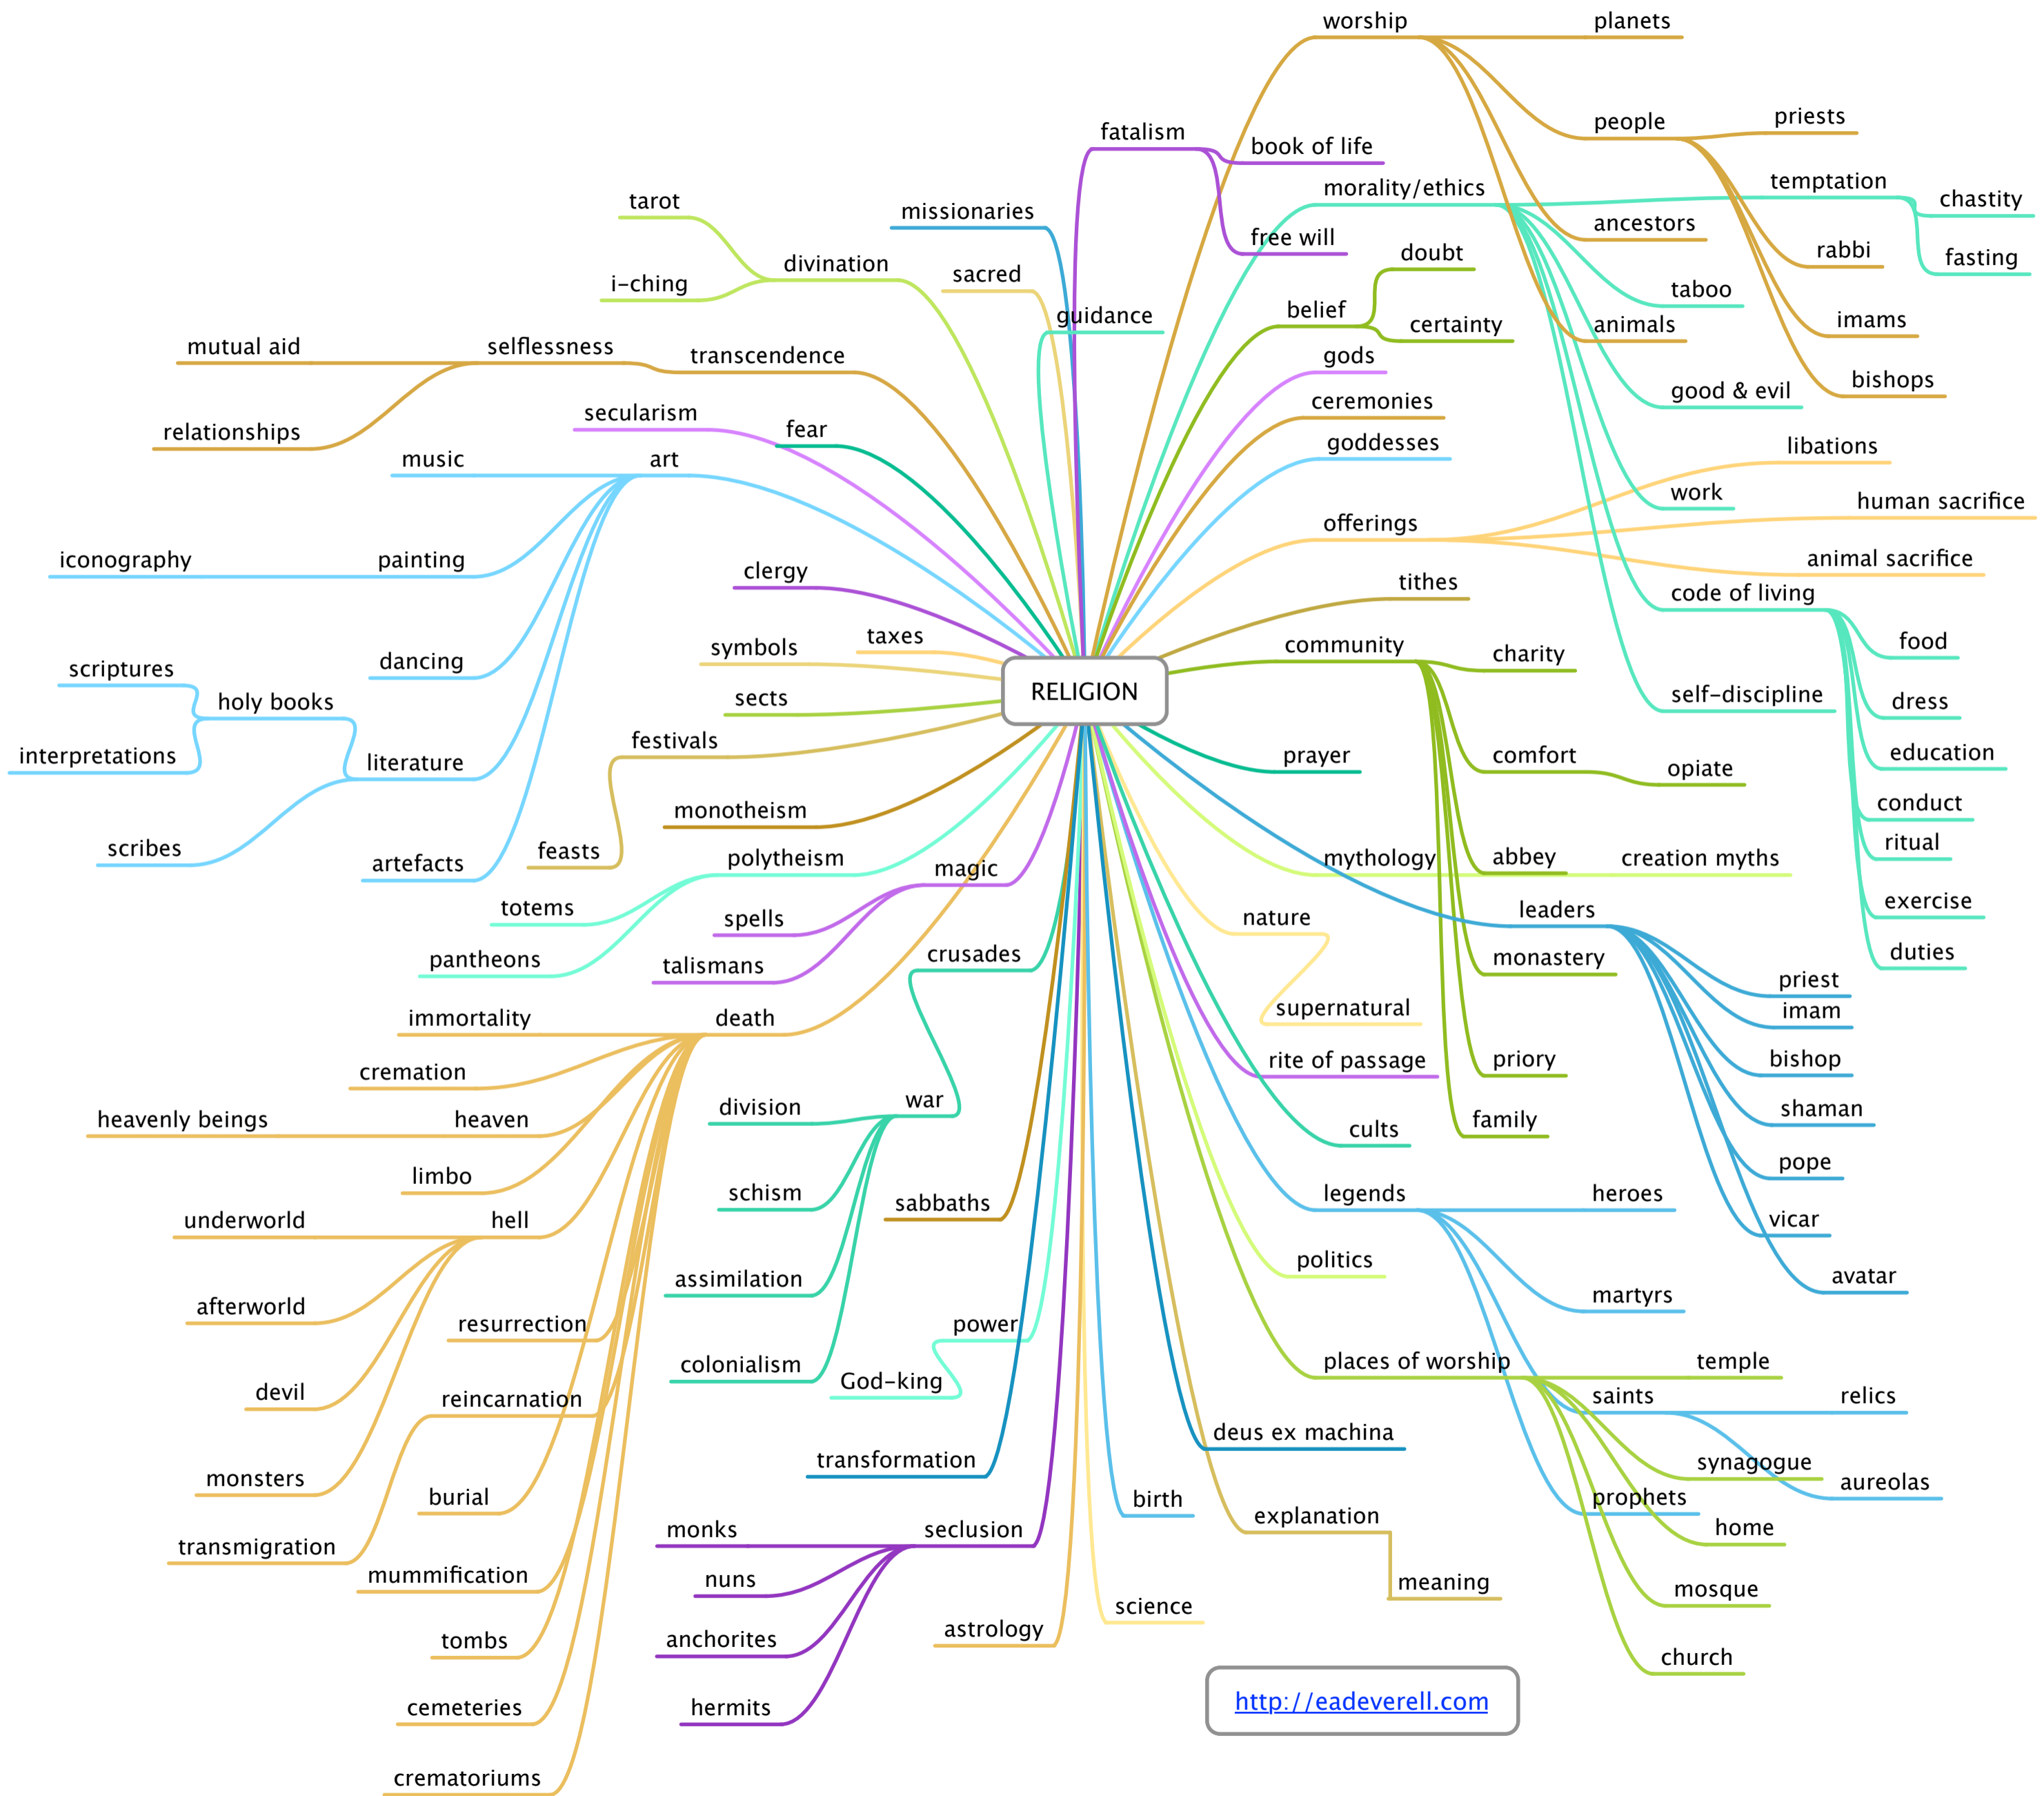 worship
planets
people
priests
rabbi
imams
bishops
ancestors
animals
fatalism
book of life
free will
morality/ethics
temptation
chastity
fasting
taboo
good & evil
work
code of living
food
dress
education
conduct
ritual
exercise
duties
self-discipline
belief
doubt
certainty
gods
ceremonies
goddesses
offerings
libations
human sacrifice
animal sacrifice
tithes
community
charity
comfort
opiate
abbey
monastery
priory
family
prayer
mythology
creation myths
leaders
priest
imam
bishop
shaman
pope
vicar
avatar
nature
supernatural
rite of passage
cults
legends
heroes
martyrs
saints
relics
aureolas
prophets
politics
places of worship
temple
synagogue
home
mosque
church
deus ex machina
explanation
meaning
birth
science
RELIGION
missionaries
sacred
guidance
divination
tarot
i-ching
transcendence
selflessness
mutual aid
relationships
secularism
fear
art
music
painting
iconography
dancing
literature
holy books
scriptures
interpretations
scribes
artefacts
clergy
taxes
symbols
sects
festivals
feasts
monotheism
polytheism
totems
pantheons
magic
spells
talismans
crusades
war
division
schism
assimilation
colonialism
death
immortality
cremation
heaven
heavenly beings
limbo
hell
underworld
afterworld
devil
monsters
resurrection
reincarnation
transmigration
burial
mummification
tombs
cemeteries
crematoriums
sabbaths
power
God-king
transformation
seclusion
monks
nuns
anchorites
hermits
astrology
http://eadeverell.com